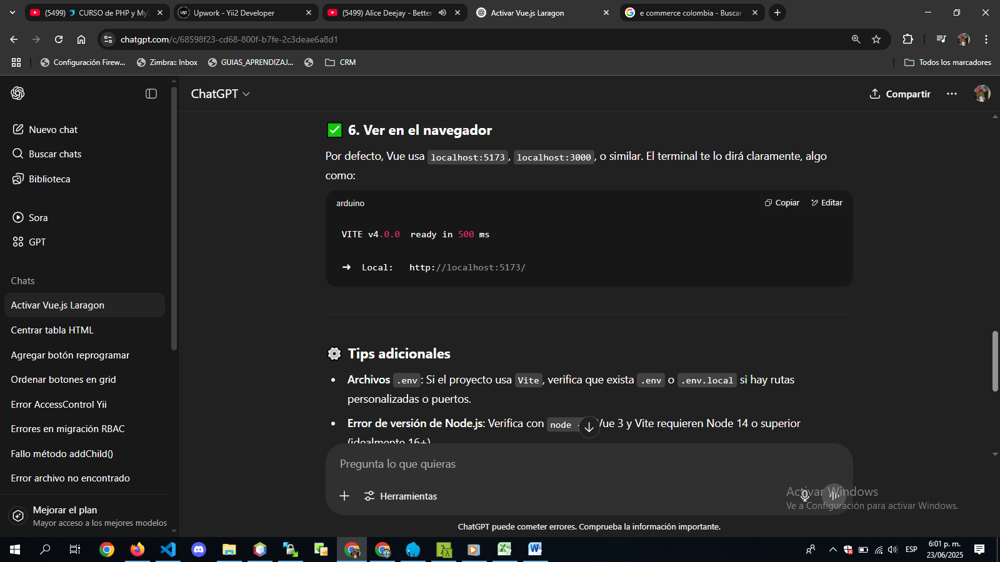 (5499) CURSO de PHP y My
Upwork - Yii2 Developer
(5499) Alice Deejay - Better
Activar Vue.js Laragon
e commerce colombia - Buscar
chatgpt.com/c/68598f23-cd68-800f-b7fe-2c3deae6a8d1
Configuración Firew...
Zimbra:: Inbox
GUIAS_APRENDIZAJ...
CRM
Todos los marcadores
ChatGPT
Compartir
Nuevo chat
Buscar chats
Biblioteca
Sora
GPT
Chats
Activar Vue.js Laragon
Centrar tabla HTML
Agregar botón reprogramar
Ordenar botones en grid
Error AccessControl Yii
Errores en migración RBAC
Fallo método addChild()
Error archivo no encontrado
Mejorar el plan
Mayor acceso a los mejores modelos
6. Ver en el navegador
Por defecto, Vue usa localhost:5173, localhost:3000, o similar. El terminal te lo dirá claramente, algo
como:
arduino
Copiar
Editar
VITE v4.0.0  ready in 500 ms
➜  Local:   http://localhost:5173/
Tips adicionales
• Archivos .env: Si el proyecto usa Vite, verifica que exista .env o .env.local si hay rutas
personalizadas o puertos.
• Error de versión de Node.js: Verifica con node - Vue 3 y Vite requieren Node 14 o superior
(idealmente 16+)
Pregunta lo que quieras
Herramientas
Activar Windows
Ve a Configuración para activar Windows.
ChatGPT puede cometer errores. Comprueba la información importante.
ESP
6:01 p. m.
23/06/2025